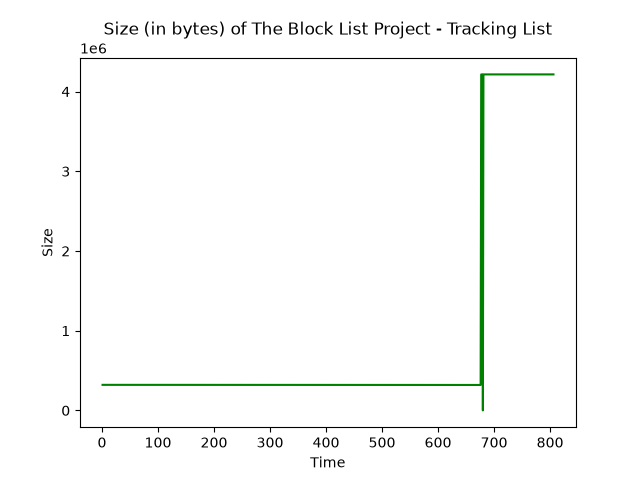 Size (in bytes) of The Block List Project - Tracking List
1e6
4
3
2
1
0
Size
0 100 200 300 400 500 600 700 800
Time